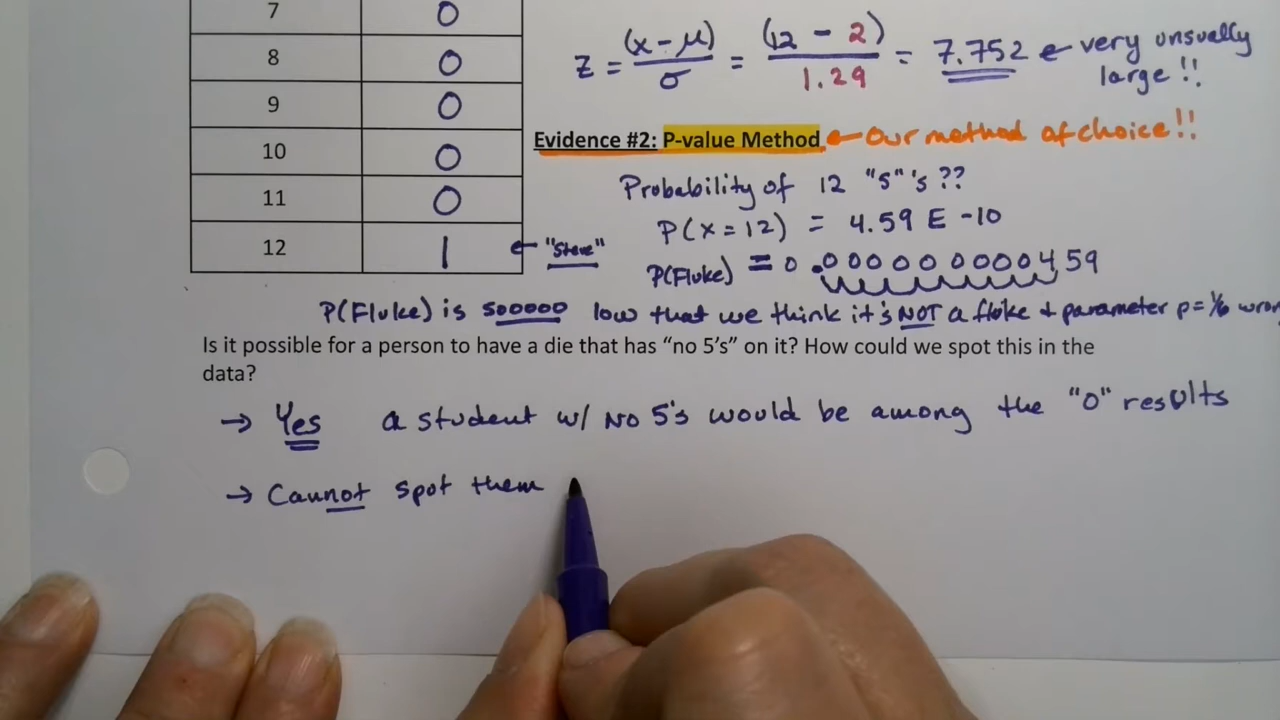 7 0
8 0
9 0
10 0
11 0
12 1 ← "Steve"
z = (x - μ) / σ = (12 - 2) / 1.29 = 7.752 ← very unsually large!!
Evidence #2: P-value Method ← Our method of choice!!
Probability of 12 "5"'s ??
P(x=12) = 4.59 E -10
P(Fluke) = 0.000000000459
P(Fluke) is sooooo low that we think it's NOT a fluke + parameter p=1/6 wron
Is it possible for a person to have a die that has “no 5’s” on it? How could we spot this in the
data?
→ Yes a student w/ No 5's would be among the "0" results
→ Cannot spot them